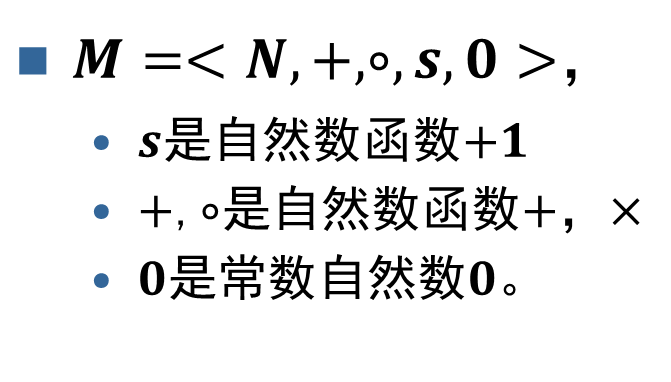 ■ M =< N, +,∘, s, 0 >，
• s是自然数函数+1
• +, ∘是自然数函数+，×
• 0是常数自然数0。